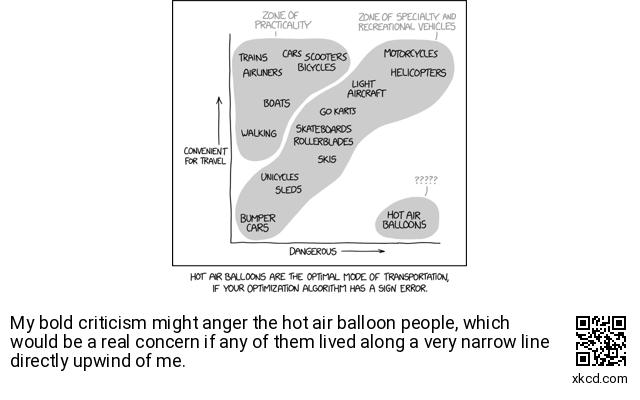 ZONE OF
PRACTICALITY
ZONE OF SPECIALTY AND
RECREATIONAL VEHICLES
TRAINS
CARS
SCOOTERS
BICYCLES
AIRLINERS
BOATS
WALKING
MOTORCYCLES
HELICOPTERS
LIGHT
AIRCRAFT
GO KARTS
SKATEBOARDS
ROLLERBLADES
SKIS
UNICYCLES
SLEDS
BUMPER
CARS
?????
HOT AIR
BALLOONS
CONVENIENT
FOR TRAVEL
DANGEROUS
HOT AIR BALLOONS ARE THE OPTIMAL MODE OF TRANSPORTATION,
IF YOUR OPTIMIZATION ALGORITHM HAS A SIGN ERROR.
My bold criticism might anger the hot air balloon people, which
would be a real concern if any of them lived along a very narrow line
directly upwind of me.
xkcd.com